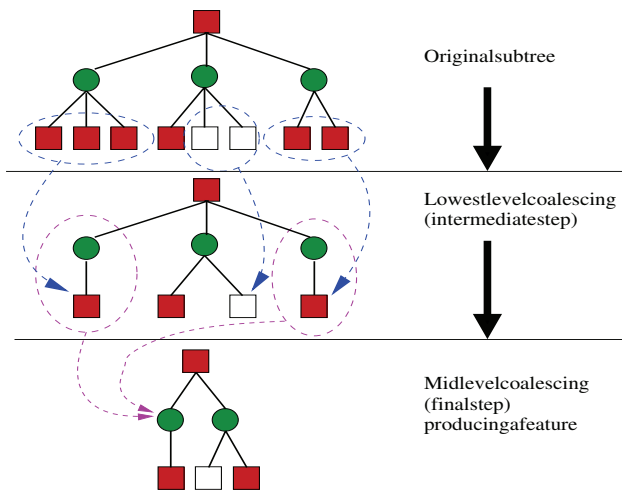 Originalsubtree
Lowestlevelcoalescing
(intermediatestep)
Midlevelcoalescing
(finalstep)
producingafeature